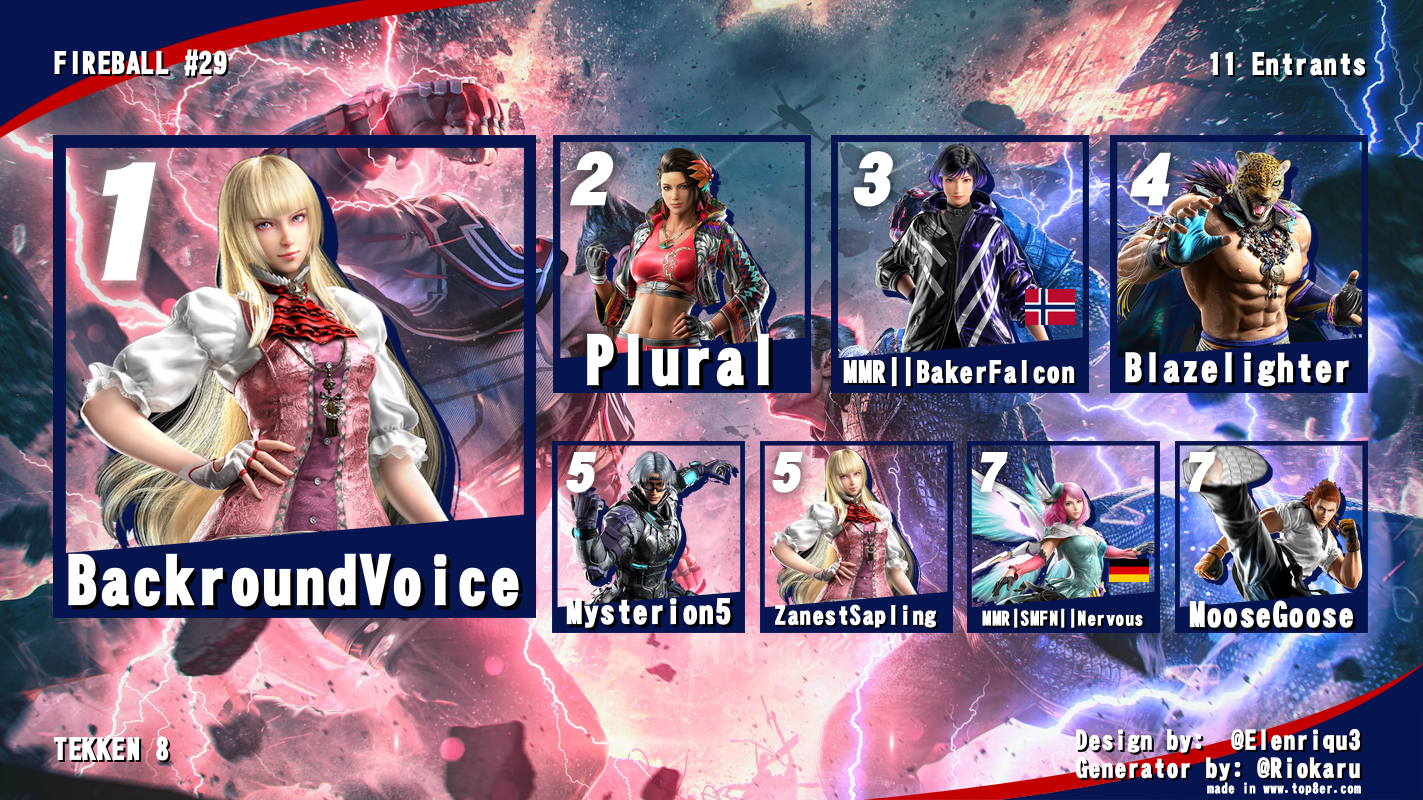 FIREBALL #29
11 Entrants
1
BackroundVoice
2
Plural
3
MMR||BakerFalcon
4
Blazelighter
5
Mysterion5
5
ZanestSapling
7
MMR|SMFN||Nervous
7
MooseGoose
TEKKEN 8
Design by: @Elenriqu3
Generator by: @Riokaru
made in www.top8er.com